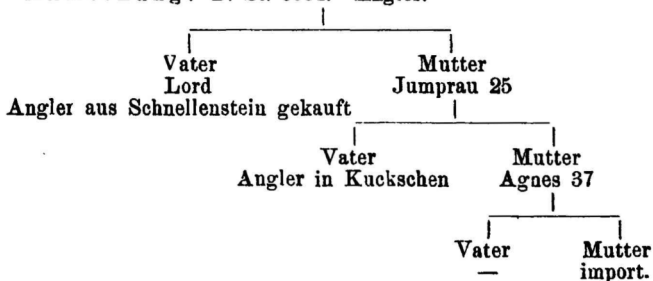 Vater Mutter
Lord Jumprau 25
Angler aus Schnellenstein gekauft
Vater Mutter
Angler in Kuckschen Agnes 37
Vater Mutter
— import.